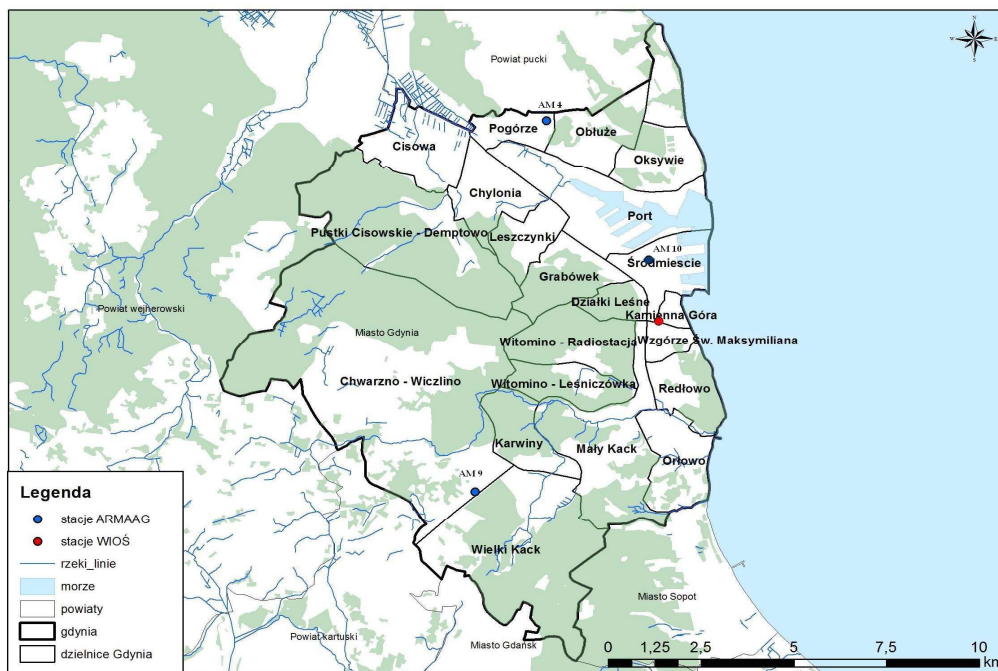 N
W
E
S
Powiat pucki
AM 4
Pogórze
Obłuże
Cisowa
Oksywie
Chylonia
Port
Pustki Cisowskie - Demptowo
Leszczynki
AM 10
Śródmieście
Grabówek
Działki Leśne
Powiat wejherowski
Kamienna Góra
Miasto Gdynia
Witomino - Radiostacja
Wzgórze Św. Maksymiliana
Chwarzno - Wiczlino
Witomino - Leśniczówka
Redłowo
Karwiny
Mały Kack
Orłowo
AM 9
Wielki Kack
Miasto Sopot
Powiat kartuski
Miasto Gdańsk
Legenda
stacje ARMAAG
stacje WIOŚ
rzeki_linie
morze
powiaty
gdynia
dzielnice Gdynia
0 1,25 2,5 5 7,5 10
km